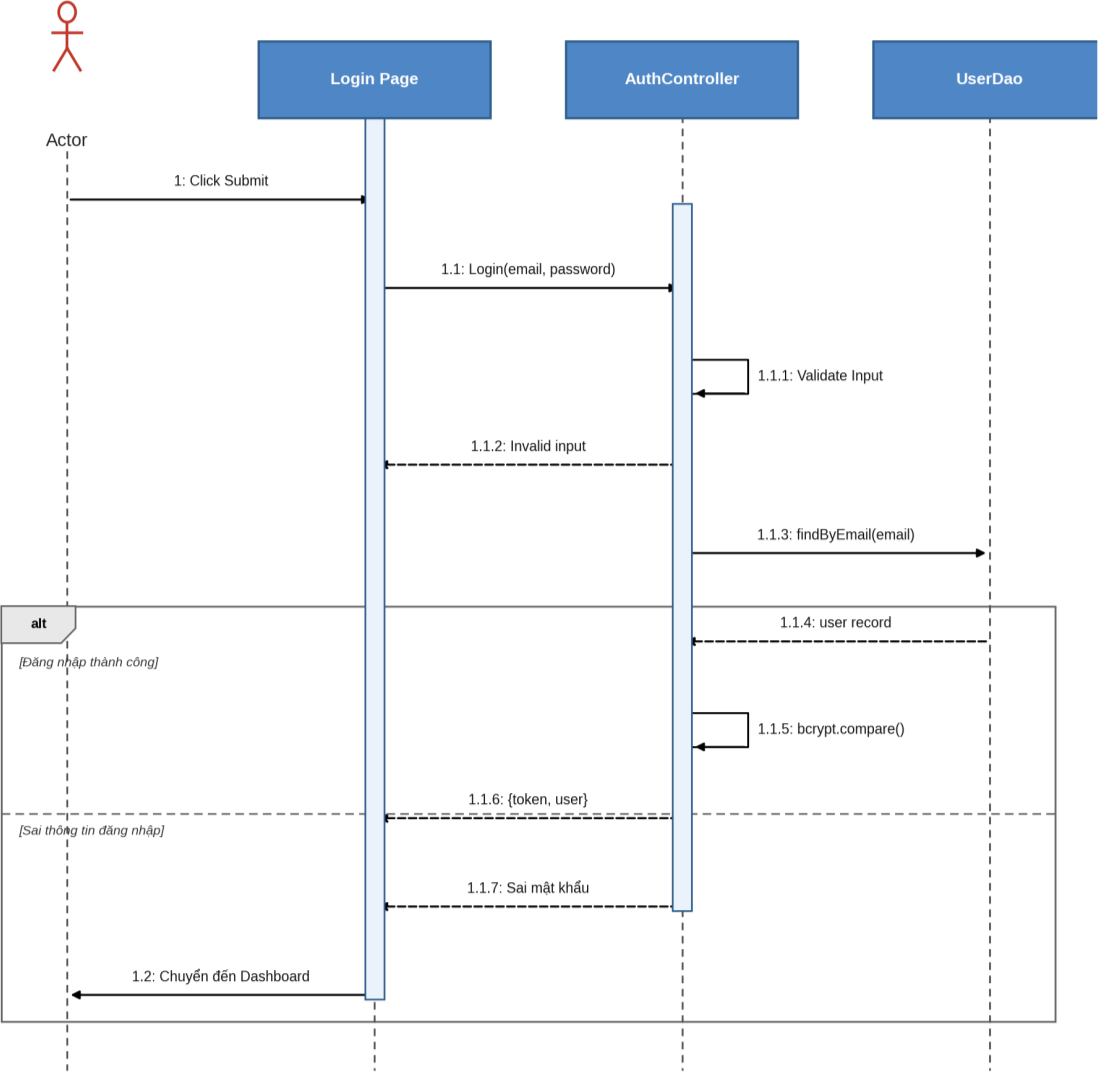 Login Page
AuthController
UserDao
Actor
1: Click Submit
1.1: Login(email, password)
1.1.1: Validate Input
1.1.2: Invalid input
1.1.3: findByEmail(email)
alt
1.1.4: user record
[Đăng nhập thành công]
1.1.5: bcrypt.compare()
1.1.6: {token, user}
[Sai thông tin đăng nhập]
1.1.7: Sai mật khẩu
1.2: Chuyển đến Dashboard